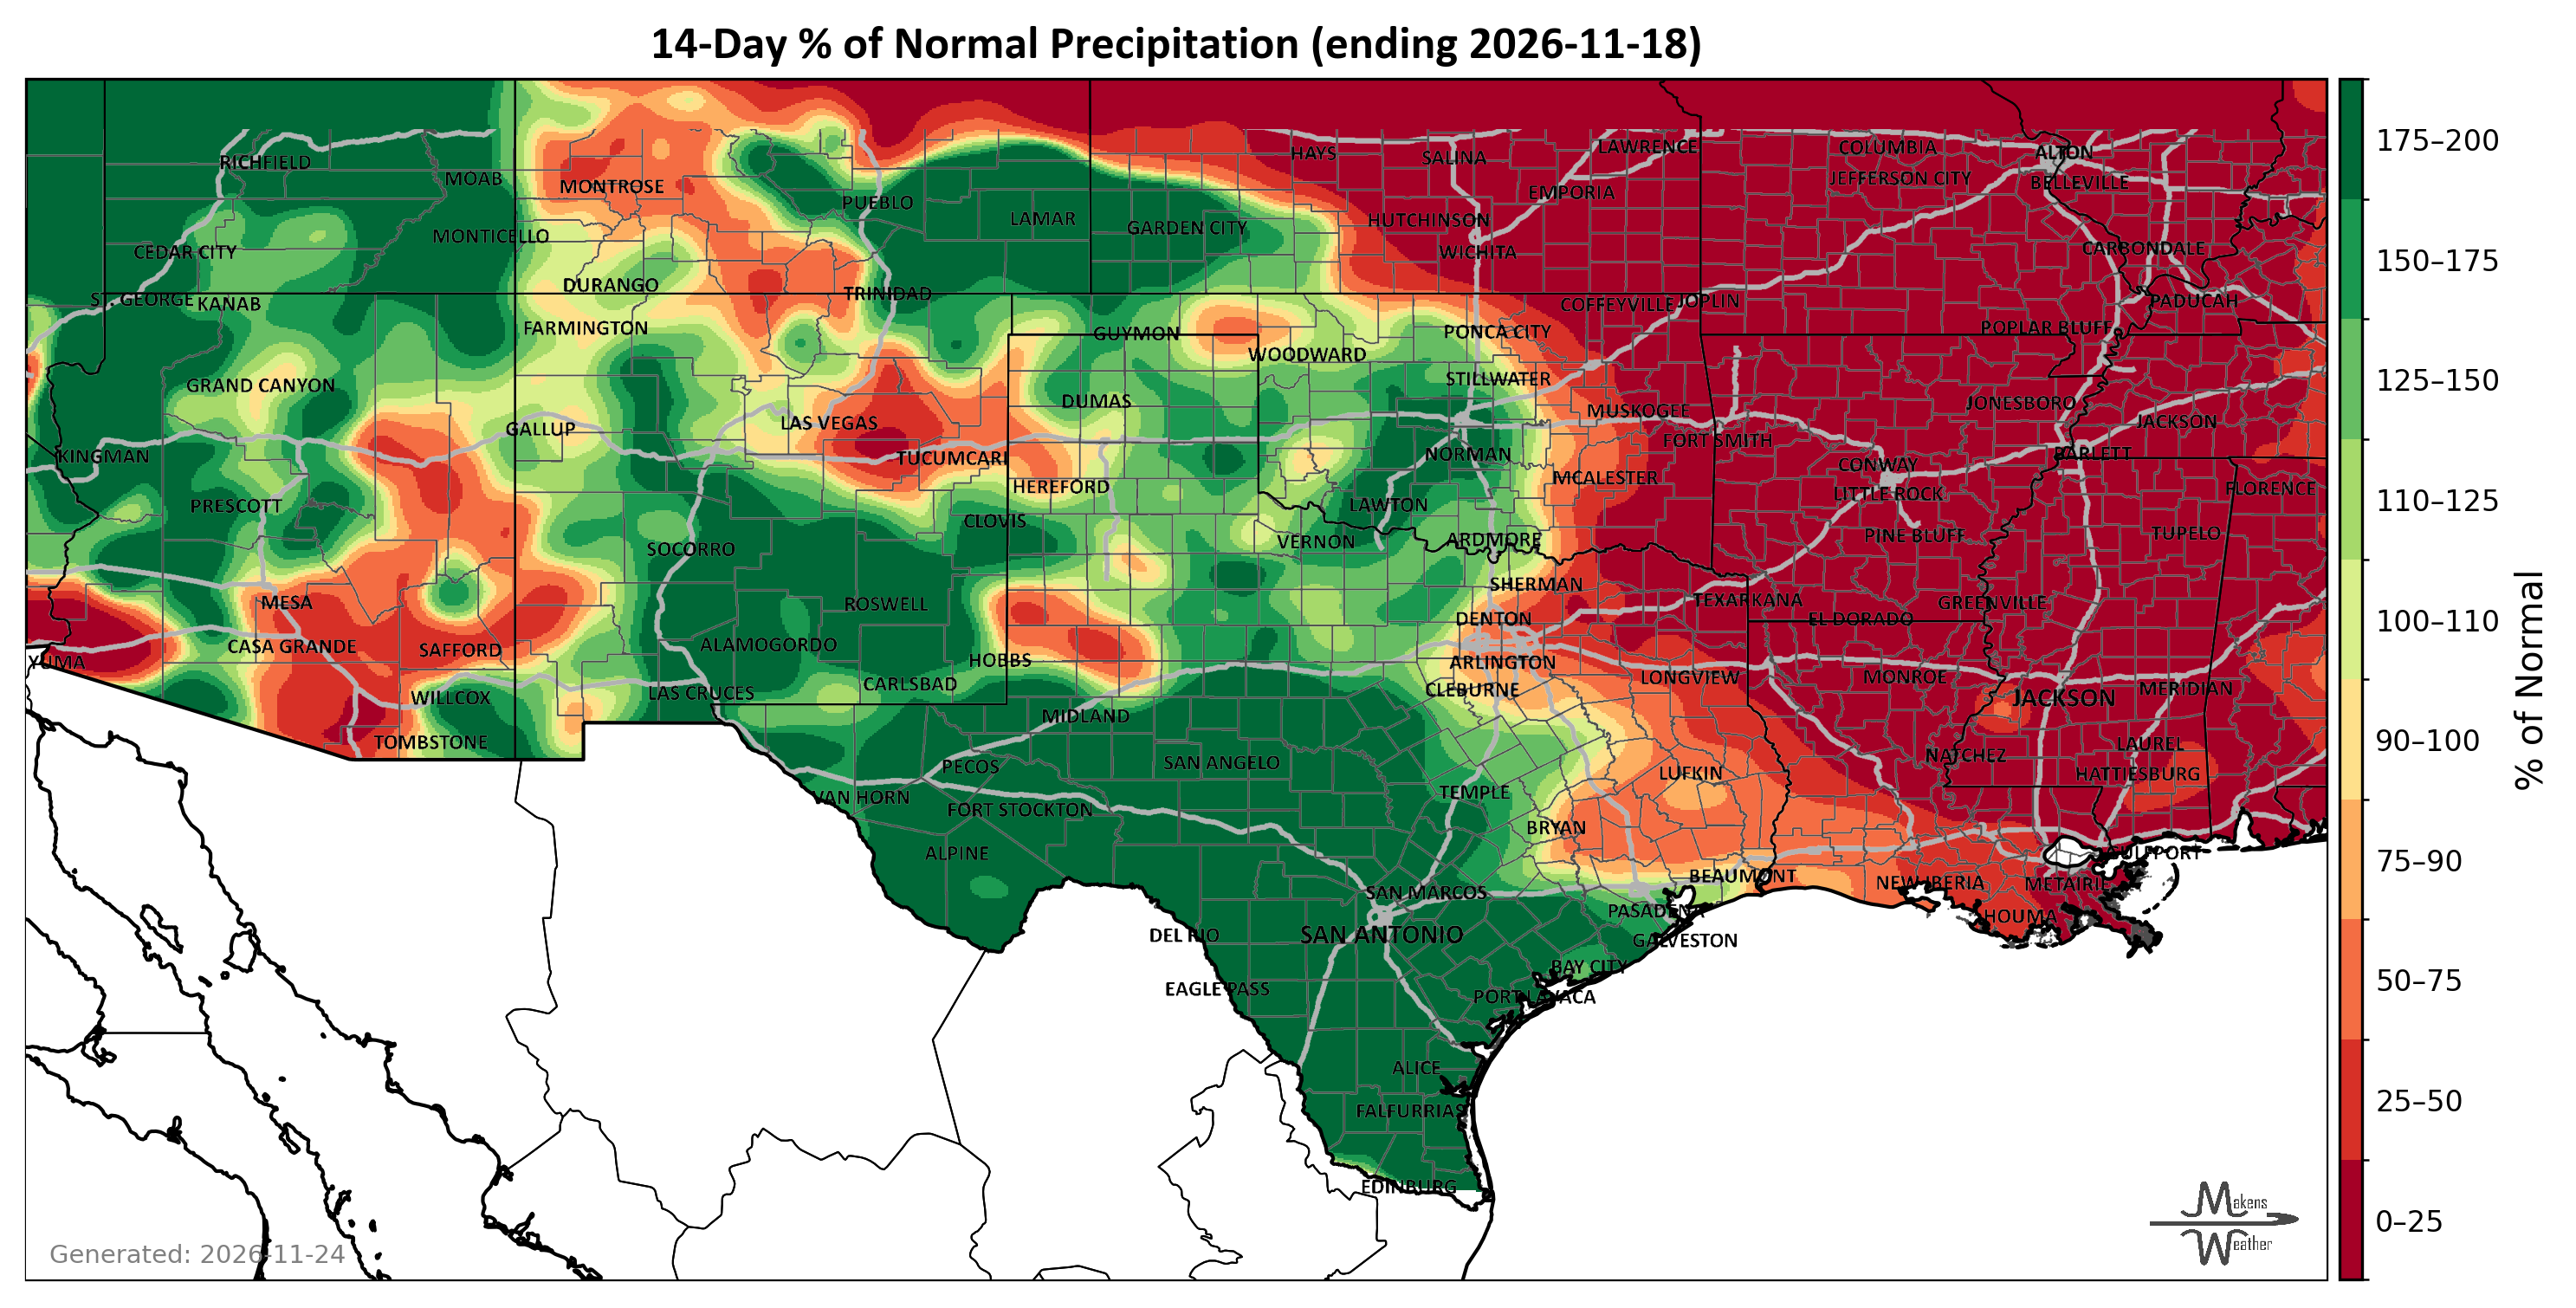 14-Day % of Normal Precipitation (ending 2026-11-18)
HAYS
SALINA
LAWRENCE
COLUMBIA
ALTON
RICHFIELD
MOAB
MONTROSE
EMPORIA
JEFFERSON CITY
BELLEVILLE
PUEBLO
LAMAR
GARDEN CITY
HUTCHINSON
MONTICELLO
CEDAR CITY
WICHITA
CARBONDALE
DURANGO
TRINIDAD
ST. GEORGE
KANAB
COFFEYVILLE
JOPLIN
PADUCAH
FARMINGTON
GUYMON
PONCA CITY
POPLAR BLUFF
WOODWARD
GRAND CANYON
STILLWATER
DUMAS
MUSKOGEE
JONESBORO
JACKSON
LAS VEGAS
GALLUP
FORT SMITH
KINGMAN
TUCUMCARI
NORMAN
BARLETT
CONWAY
HEREFORD
MCALESTER
LITTLE ROCK
FLORENCE
PRESCOTT
LAWTON
CLOVIS
PINE BLUFF
TUPELO
SOCORRO
VERNON
ARDMORE
SHERMAN
MESA
ROSWELL
TEXARKANA
GREENVILLE
DENTON
EL DORADO
CASA GRANDE
SAFFORD
ALAMOGORDO
YUMA
HOBBS
ARLINGTON
LONGVIEW
MONROE
WILLCOX
LAS CRUCES
CARLSBAD
CLEBURNE
JACKSON
MERIDIAN
MIDLAND
TOMBSTONE
NATCHEZ
LAUREL
PECOS
SAN ANGELO
LUFKIN
HATTIESBURG
VAN HORN
FORT STOCKTON
TEMPLE
BRYAN
ALPINE
GULFPORT
BEAUMONT
NEW IBERIA
METAIRIE
SAN MARCOS
PASADENA
HOUMA
DEL RIO
SAN ANTONIO
GALVESTON
BAY CITY
EAGLE PASS
PORT LAVACA
ALICE
FALFURRIAS
EDINBURG
175–200
150–175
125–150
110–125
100–110
90–100
75–90
50–75
25–50
0–25
% of Normal
Makens
Weather
Generated: 2026-11-24